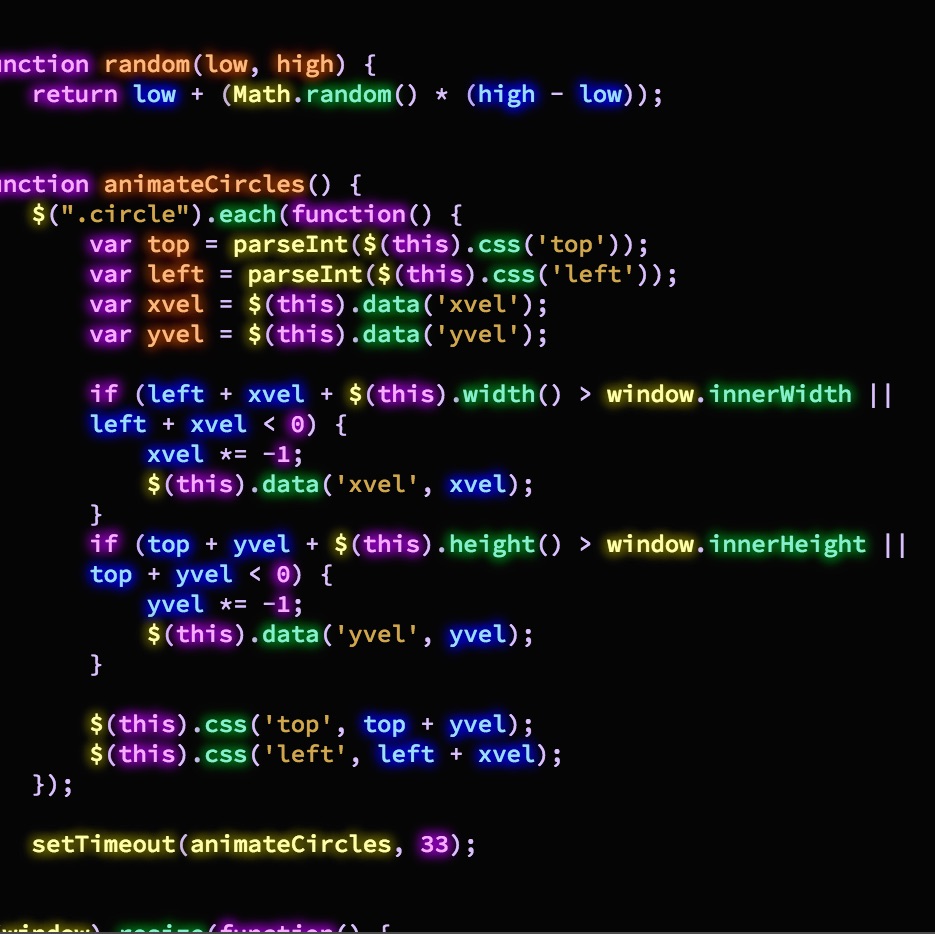 unction random(low, high) {
return low + (Math.random() * (high - low));
unction animateCircles() {
$(".circle").each(function() {
var top = parseInt($(this).css('top'));
var left = parseInt($(this).css('left'));
var xvel = $(this).data('xvel');
var yvel = $(this).data('yvel');
if (left + xvel + $(this).width() > window.innerWidth ||
left + xvel < 0) {
xvel *= -1;
$(this).data('xvel', xvel);
}
if (top + yvel + $(this).height() > window.innerHeight ||
top + yvel < 0) {
yvel *= -1;
$(this).data('yvel', yvel);
}
$(this).css('top', top + yvel);
$(this).css('left', left + xvel);
});
setTimeout(animateCircles, 33);
window).resize(function() {